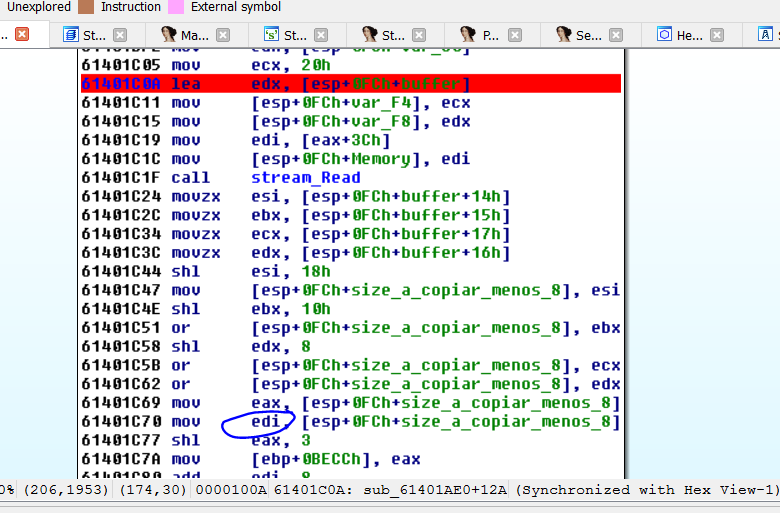 Unexplored Instruction External symbol
St... Ma... St... St... P... Se... He... S
mov
61401C05 mov ecx, 20h
61401C0A lea edx, [esp+0FCh+buffer]
61401C11 mov [esp+0FCh+var_F4], ecx
61401C15 mov [esp+0FCh+var_F8], edx
61401C19 mov edi, [eax+3Ch]
61401C1C mov [esp+0FCh+Memory], edi
61401C1F call stream_Read
61401C24 movzx esi, [esp+0FCh+buffer+14h]
61401C2C movzx ebx, [esp+0FCh+buffer+15h]
61401C34 movzx ecx, [esp+0FCh+buffer+17h]
61401C3C movzx edx, [esp+0FCh+buffer+16h]
61401C44 shl esi, 18h
61401C47 mov [esp+0FCh+size_a_copiar_menos_8], esi
61401C4E shl ebx, 10h
61401C51 or [esp+0FCh+size_a_copiar_menos_8], ebx
61401C58 shl edx, 8
61401C5B or [esp+0FCh+size_a_copiar_menos_8], ecx
61401C62 or [esp+0FCh+size_a_copiar_menos_8], edx
61401C69 mov eax, [esp+0FCh+size_a_copiar_menos_8]
61401C70 mov edi, [esp+0FCh+size_a_copiar_menos_8]
61401C77 shl eax, 3
61401C7A mov [ebp+0BECCh], eax
add edi, 8
0% (206,1953) (174,30) 0000100A 61401C0A: sub_61401AE0+12A (Synchronized with Hex View-1)